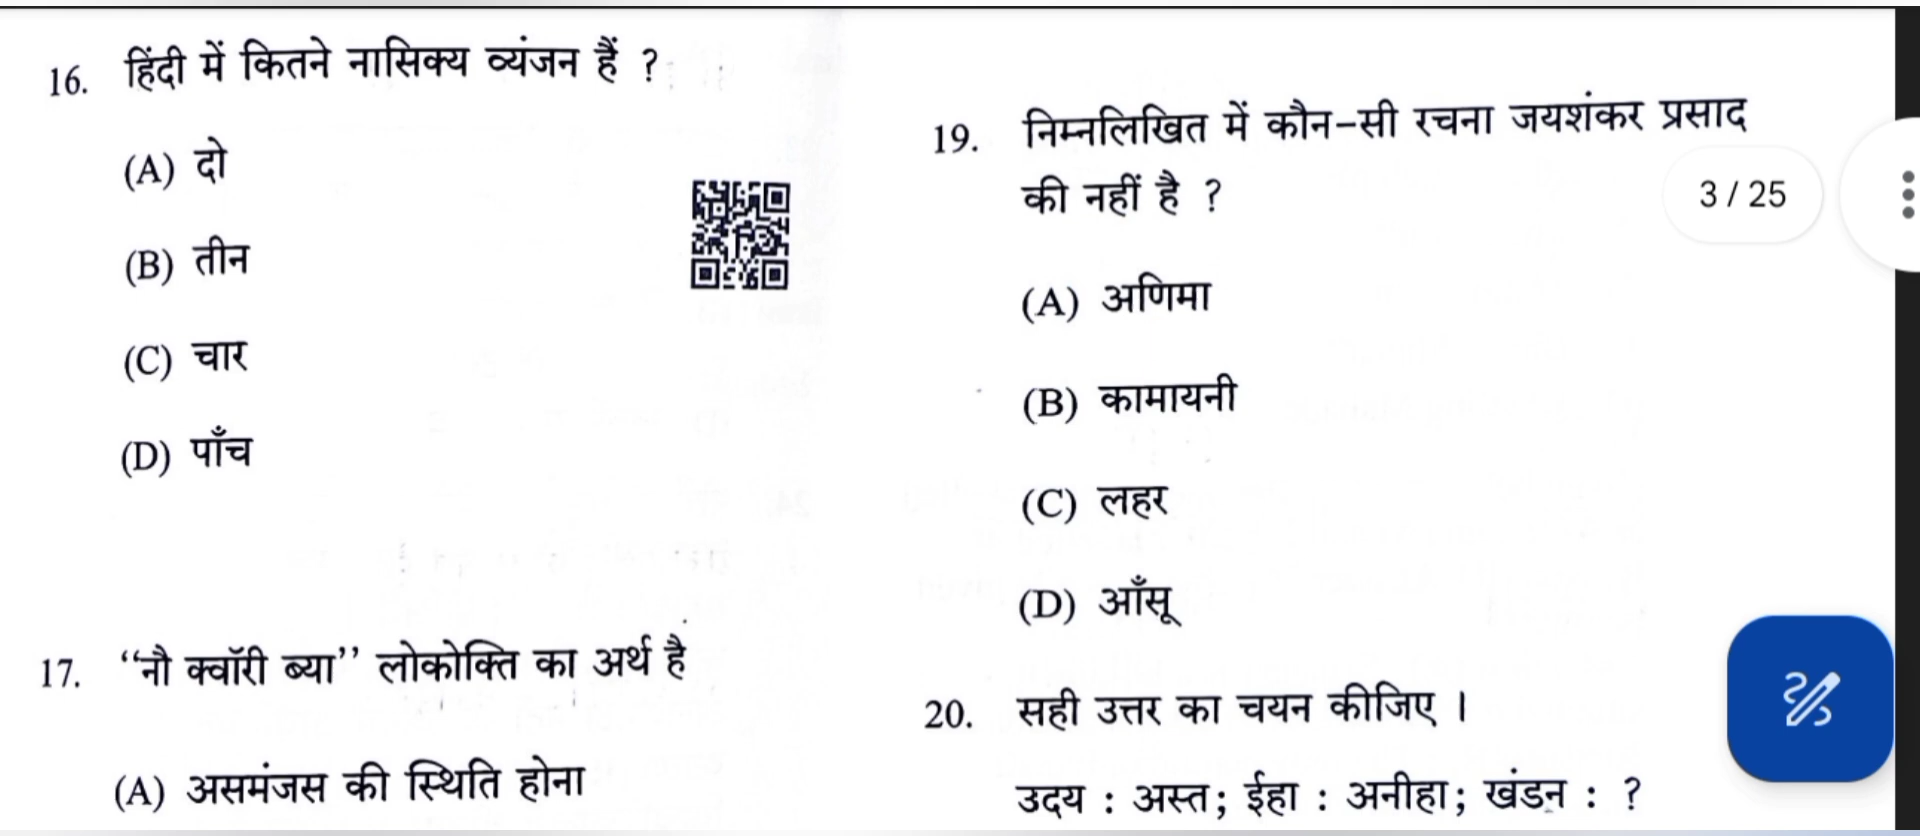 16. हिंदी में कितने नासिक्य व्यंजन हैं ?
(A) दो
(B) तीन
(C) चार
(D) पाँच
17. “नौ क्वॉरी ब्या” लोकोक्ति का अर्थ है
(A) असमंजस की स्थिति होना
19. निम्नलिखित में कौन-सी रचना जयशंकर प्रसाद
की नहीं है ?
(A) अणिमा
(B) कामायनी
(C) लहर
(D) आँसू
20. सही उत्तर का चयन कीजिए ।
उदय : अस्त; ईहा : अनीहा; खंडन : ?
3 / 25